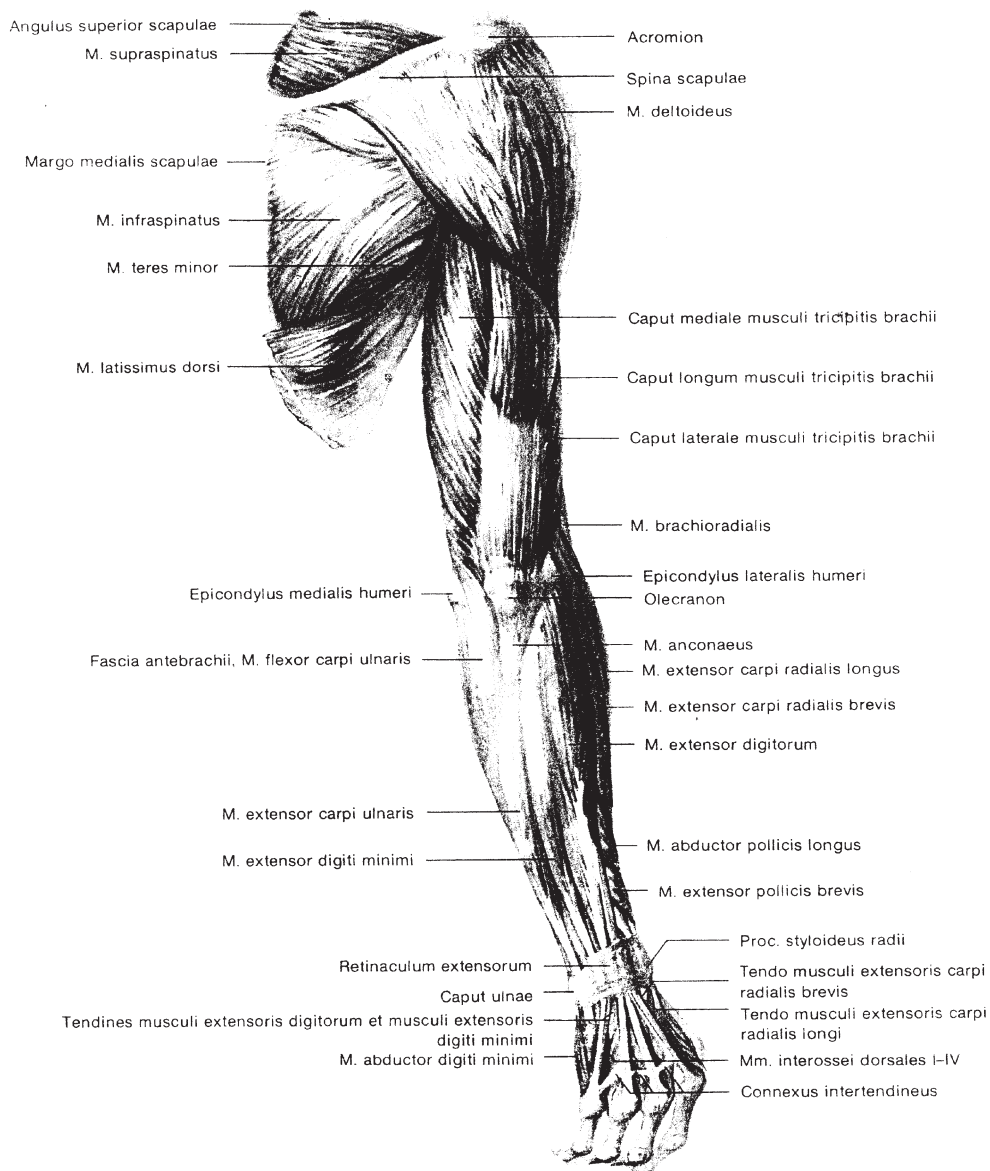 Angulus superior scapulae
M. supraspinatus
Margo medialis scapulae
M. infraspinatus
M. teres minor
M. latissimus dorsi
Epicondylus medialis humeri
Fascia antebrachii, M. flexor carpi ulnaris
M. extensor carpi ulnaris
M. extensor digiti minimi
Retinaculum extensorum
Caput ulnae
Tendines musculi extensoris digitorum et musculi extensoris
digiti minimi
M. abductor digiti minimi
Acromion
Spina scapulae
M. deltoideus
Caput mediale musculi tricipitis brachii
Caput longum musculi tricipitis brachii
Caput laterale musculi tricipitis brachii
M. brachioradialis
Epicondylus lateralis humeri
Olecranon
M. anconaeus
M. extensor carpi radialis longus
M. extensor carpi radialis brevis
M. extensor digitorum
M. abductor pollicis longus
M. extensor pollicis brevis
Proc. styloideus radii
Tendo musculi extensoris carpi
radialis brevis
Tendo musculi extensoris carpi
radialis longi
Mm. interossei dorsales I–IV
Connexus intertendineus